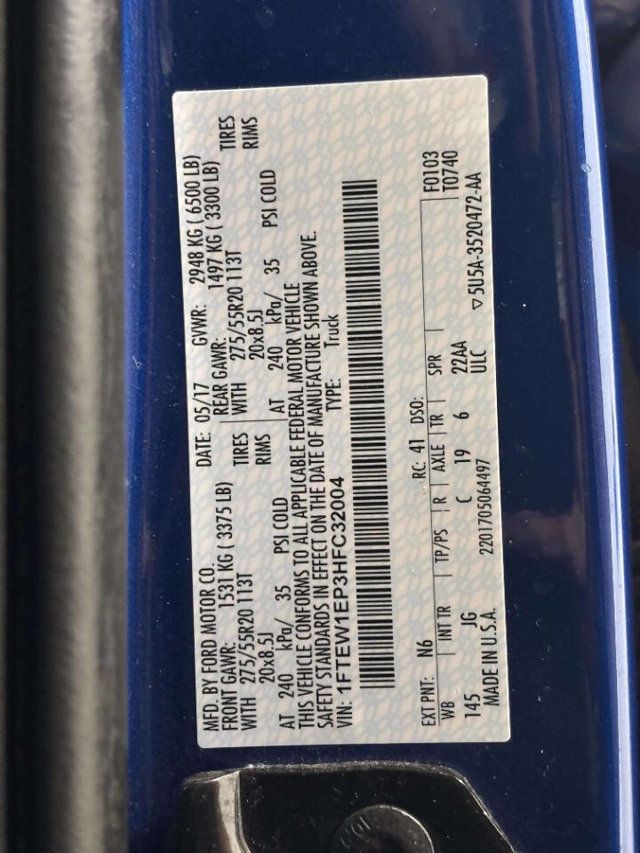 MFD. BY FORD MOTOR CO.
DATE: 05/17 GVWR: 2948 KG ( 6500 LB)
FRONT GAWR: 1531 KG ( 3375 LB) REAR GAWR: 1497 KG ( 3300 LB)
WITH 275/55R20 113T TIRES WITH 275/55R20 113T TIRES
20x8.5J RIMS 20x8.5J RIMS
AT 240 kPa/ 35 PSI COLD AT 240 kPa/ 35 PSI COLD
THIS VEHICLE CONFORMS TO ALL APPLICABLE FEDERAL MOTOR VEHICLE
SAFETY STANDARDS IN EFFECT ON THE DATE OF MANUFACTURE SHOWN ABOVE.
VIN: 1FTEW1EP3HFC32004 TYPE: Truck
F0103
EXT PNT: N6 RC: 41 DSO: T0740
WB INT TR TP/PS R AXLE TR SPR
145 JG C 19 6 22AA
MADE IN U.S.A. 2201705064497 ULC ▽5U5A-3520472-AA